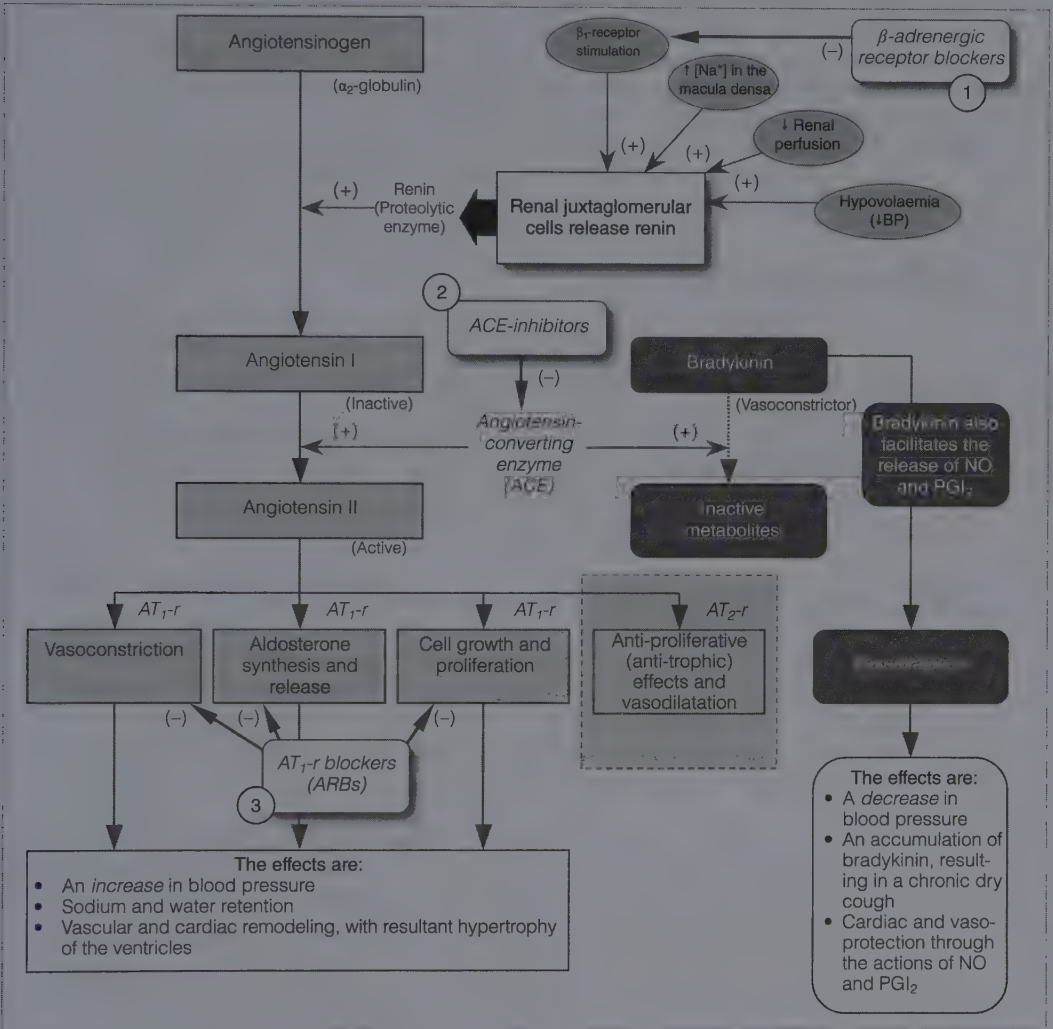 Angiotensinogen
(α₂-globulin)
β₁-receptor
stimulation
(−)
β-adrenergic
receptor blockers
1
↑ [Na⁺] in the
macula densa
↓ Renal
perfusion
(+)
(+)
(+)
Hypovolaemia
(↓BP)
(+)
Renin
(Proteolytic
enzyme)
Renal juxtaglomerular
cells release renin
2
ACE-inhibitors
(−)
Angiotensin I
(Inactive)
Bradykinin
(Vasoconstrictor)
(+)
Angiotensin-
converting
enzyme
(ACE)
(+)
Bradykinin also
facilitates the
release of NO
and PGI₂
Angiotensin II
(Active)
Inactive
metabolites
AT₁-r
AT₁-r
AT₁-r
AT₂-r
Vasoconstriction
Aldosterone
synthesis and
release
Cell growth and
proliferation
Anti-proliferative
(anti-trophic)
effects and
vasodilatation
(−)
(−)
(−)
AT₁-r blockers
(ARBs)
3
The effects are:
• An increase in blood pressure
• Sodium and water retention
• Vascular and cardiac remodeling, with resultant hypertrophy
of the ventricles
The effects are:
• A decrease in
blood pressure
• An accumulation of
bradykinin, result-
ing in a chronic dry
cough
• Cardiac and vaso-
protection through
the actions of NO
and PGI₂